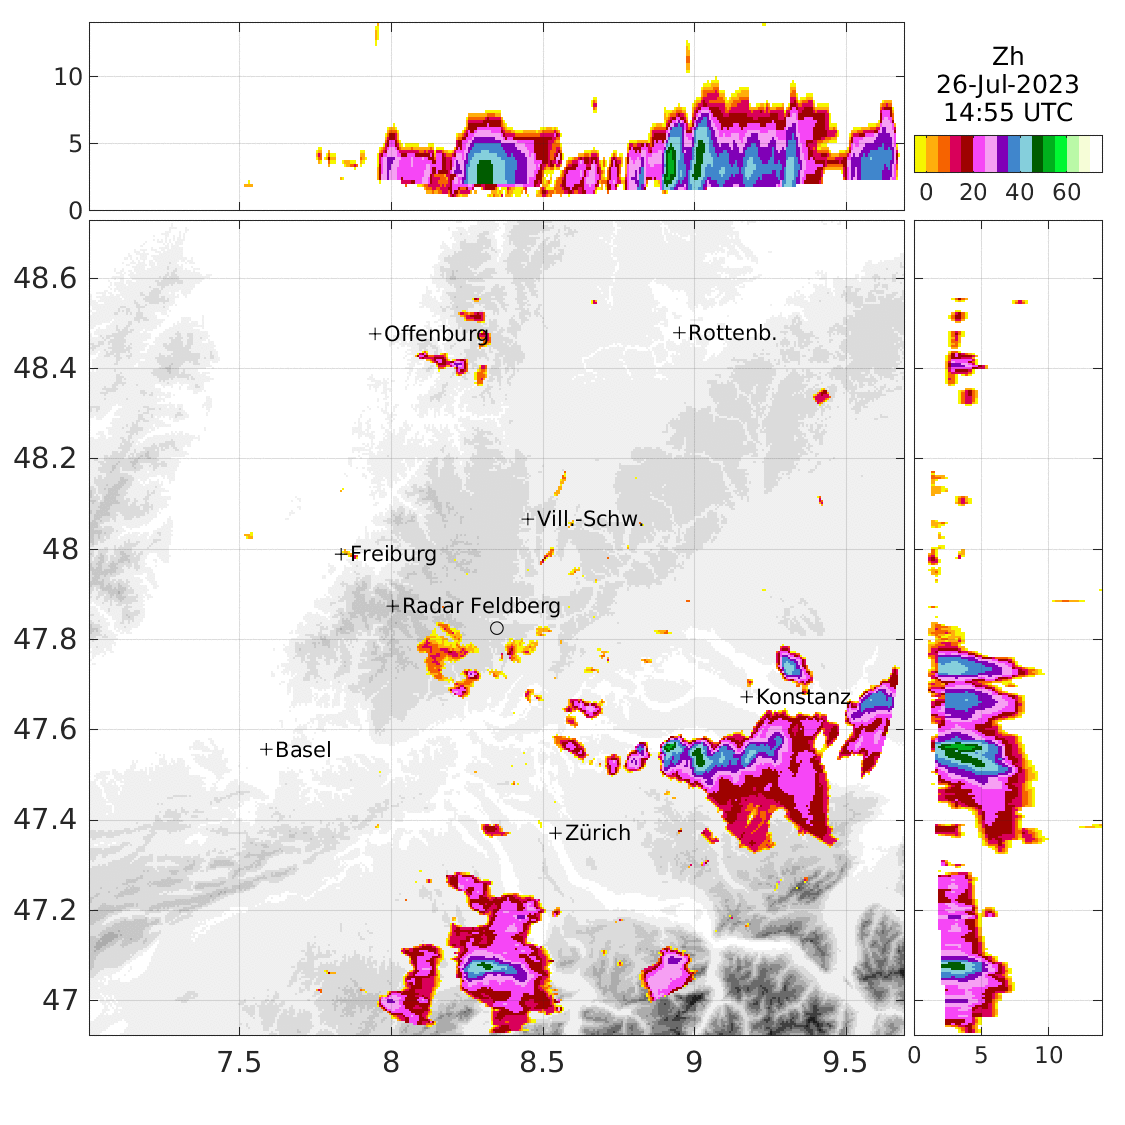 10
5
0
Zh
26-Jul-2023
14:55 UTC
0 20 40 60
48.6
48.4
48.2
48
47.8
47.6
47.4
47.2
47
+Offenburg
+Rottenb.
+Vill.-Schw.
+Freiburg
+Radar Feldberg
+Konstanz
+Basel
+Zürich
7.5 8 8.5 9 9.5
0 5 10